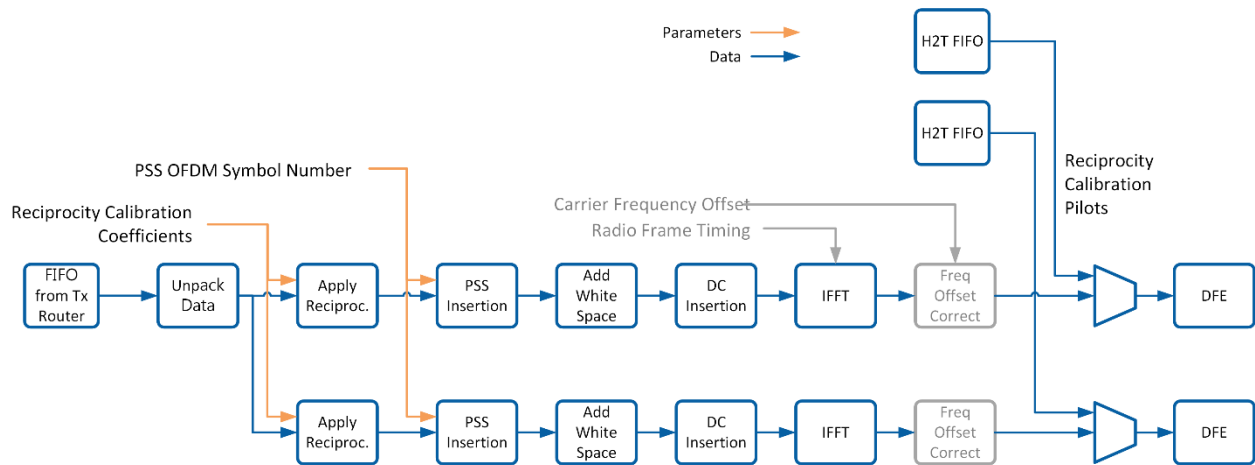 Parameters
Data
H2T FIFO
H2T FIFO
Reciprocity
Calibration
Pilots
PSS OFDM Symbol Number
Reciprocity Calibration
Coefficients
Carrier Frequency Offset
Radio Frame Timing
FIFO
from Tx
Router
Unpack
Data
Apply
Reciproc.
PSS
Insertion
Add
White
Space
DC
Insertion
IFFT
Freq
Offset
Correct
DFE
Apply
Reciproc.
PSS
Insertion
Add
White
Space
DC
Insertion
IFFT
Freq
Offset
Correct
DFE